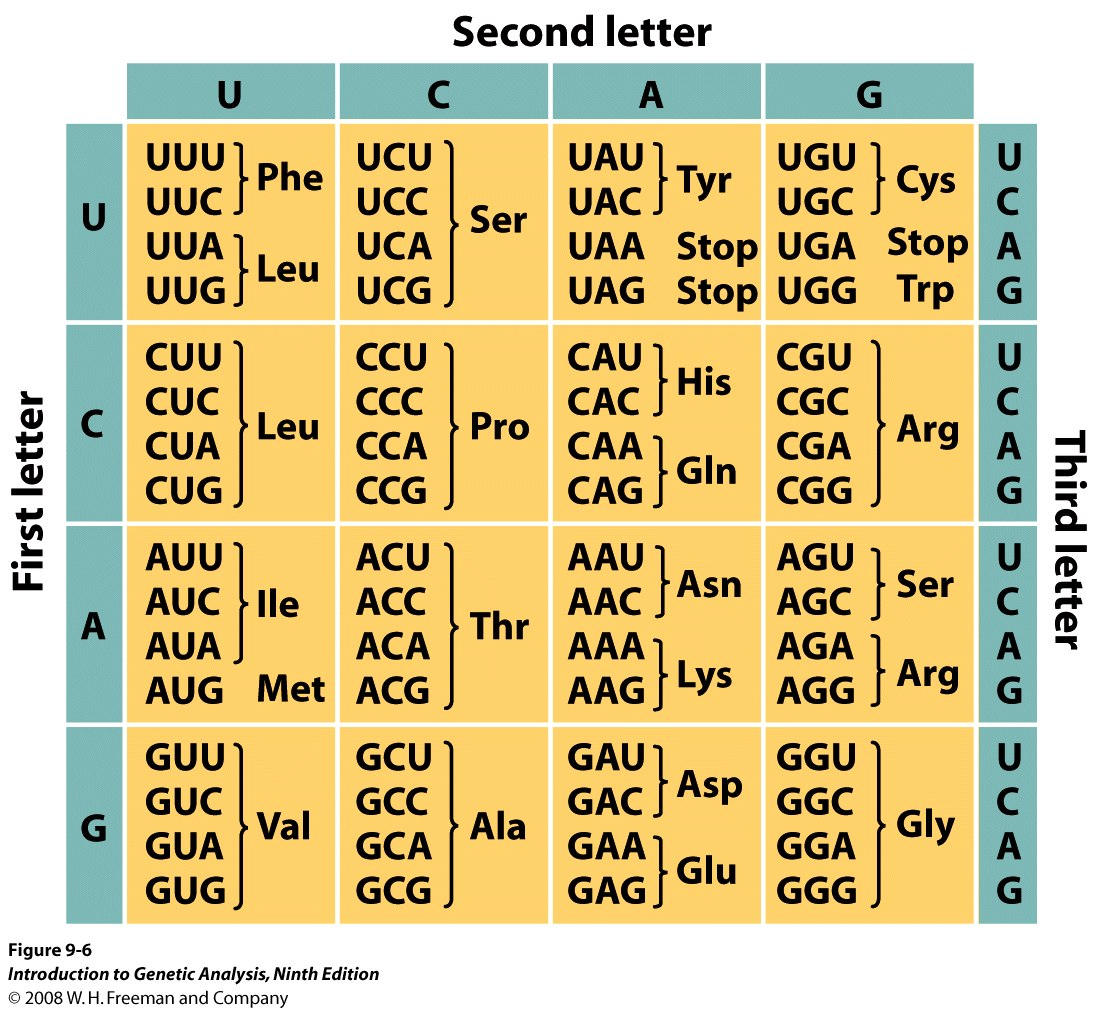 Second letter
U C A G
First letter
U
UUU
UUC
Phe
UUA
UUG
Leu
UCU
UCC
UCA
UCG
Ser
UAU
UAC
Tyr
UAA Stop
UAG Stop
UGU
UGC
Cys
UGA Stop
UGG Trp
U
C
A
G
C
CUU
CUC
CUA
CUG
Leu
CCU
CCC
CCA
CCG
Pro
CAU
CAC
His
CAA
CAG
Gln
CGU
CGC
CGA
CGG
Arg
U
C
A
G
A
AUU
AUC
AUA
Ile
AUG Met
ACU
ACC
ACA
ACG
Thr
AAU
AAC
Asn
AAA
AAG
Lys
AGU
AGC
Ser
AGA
AGG
Arg
U
C
A
G
G
GUU
GUC
GUA
GUG
Val
GCU
GCC
GCA
GCG
Ala
GAU
GAC
Asp
GAA
GAG
Glu
GGU
GGC
GGA
GGG
Gly
U
C
A
G
Third letter
Figure 9-6
Introduction to Genetic Analysis, Ninth Edition
© 2008 W. H. Freeman and Company